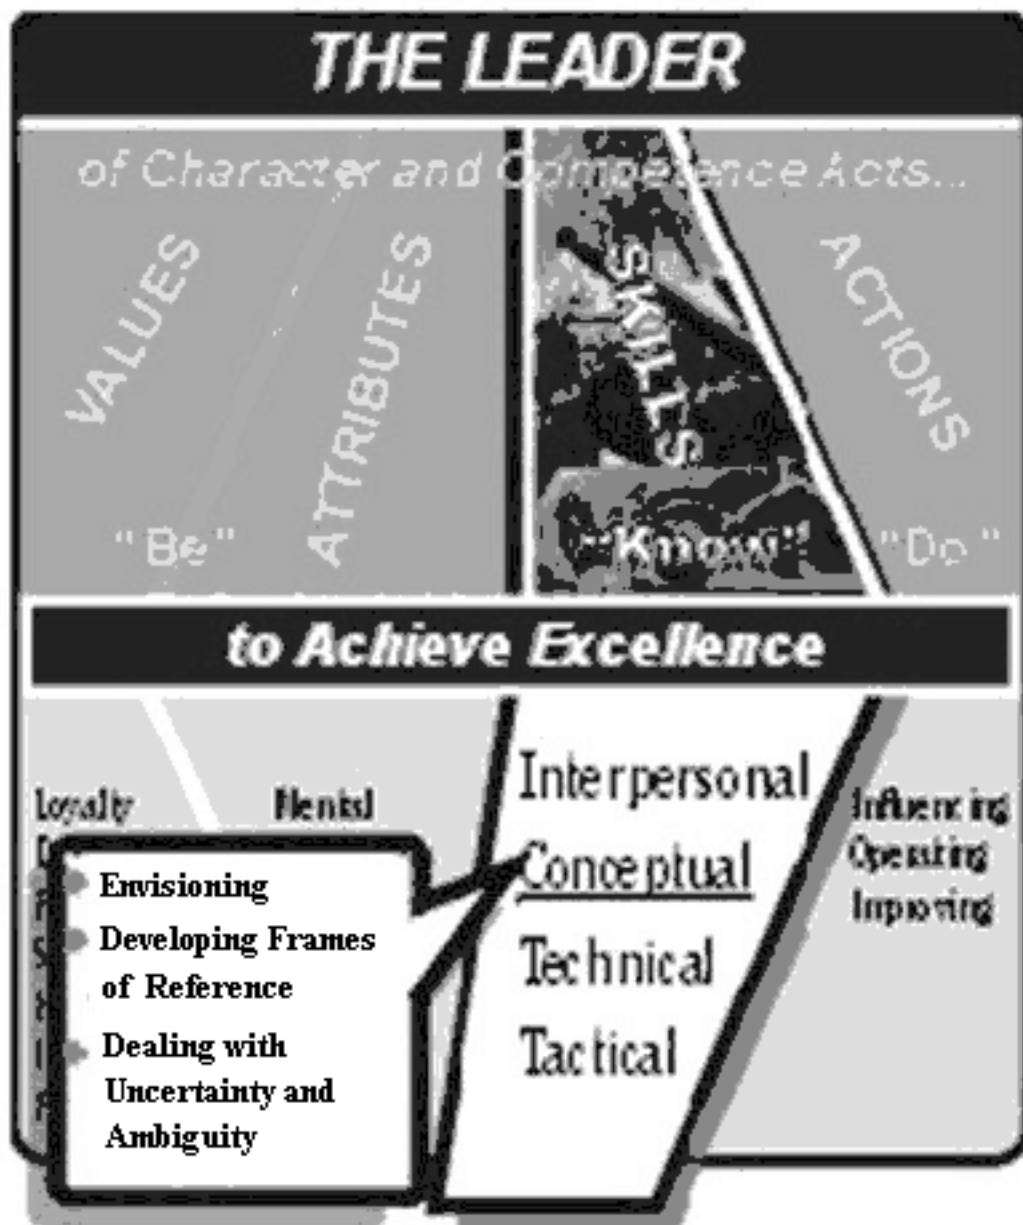 THE LEADER
of Character and Competence Acts...
VALUES
ATTRIBUTES
SKILLS
ACTIONS
"Be"
"Know"
"Do"
to Achieve Excellence
Loyalty
Mental
Interpersonal
Conceptual
Technical
Tactical
Influencing
Operating
Improving
Envisioning
Developing Frames
of Reference
Dealing with
Uncertainty and
Ambiguity